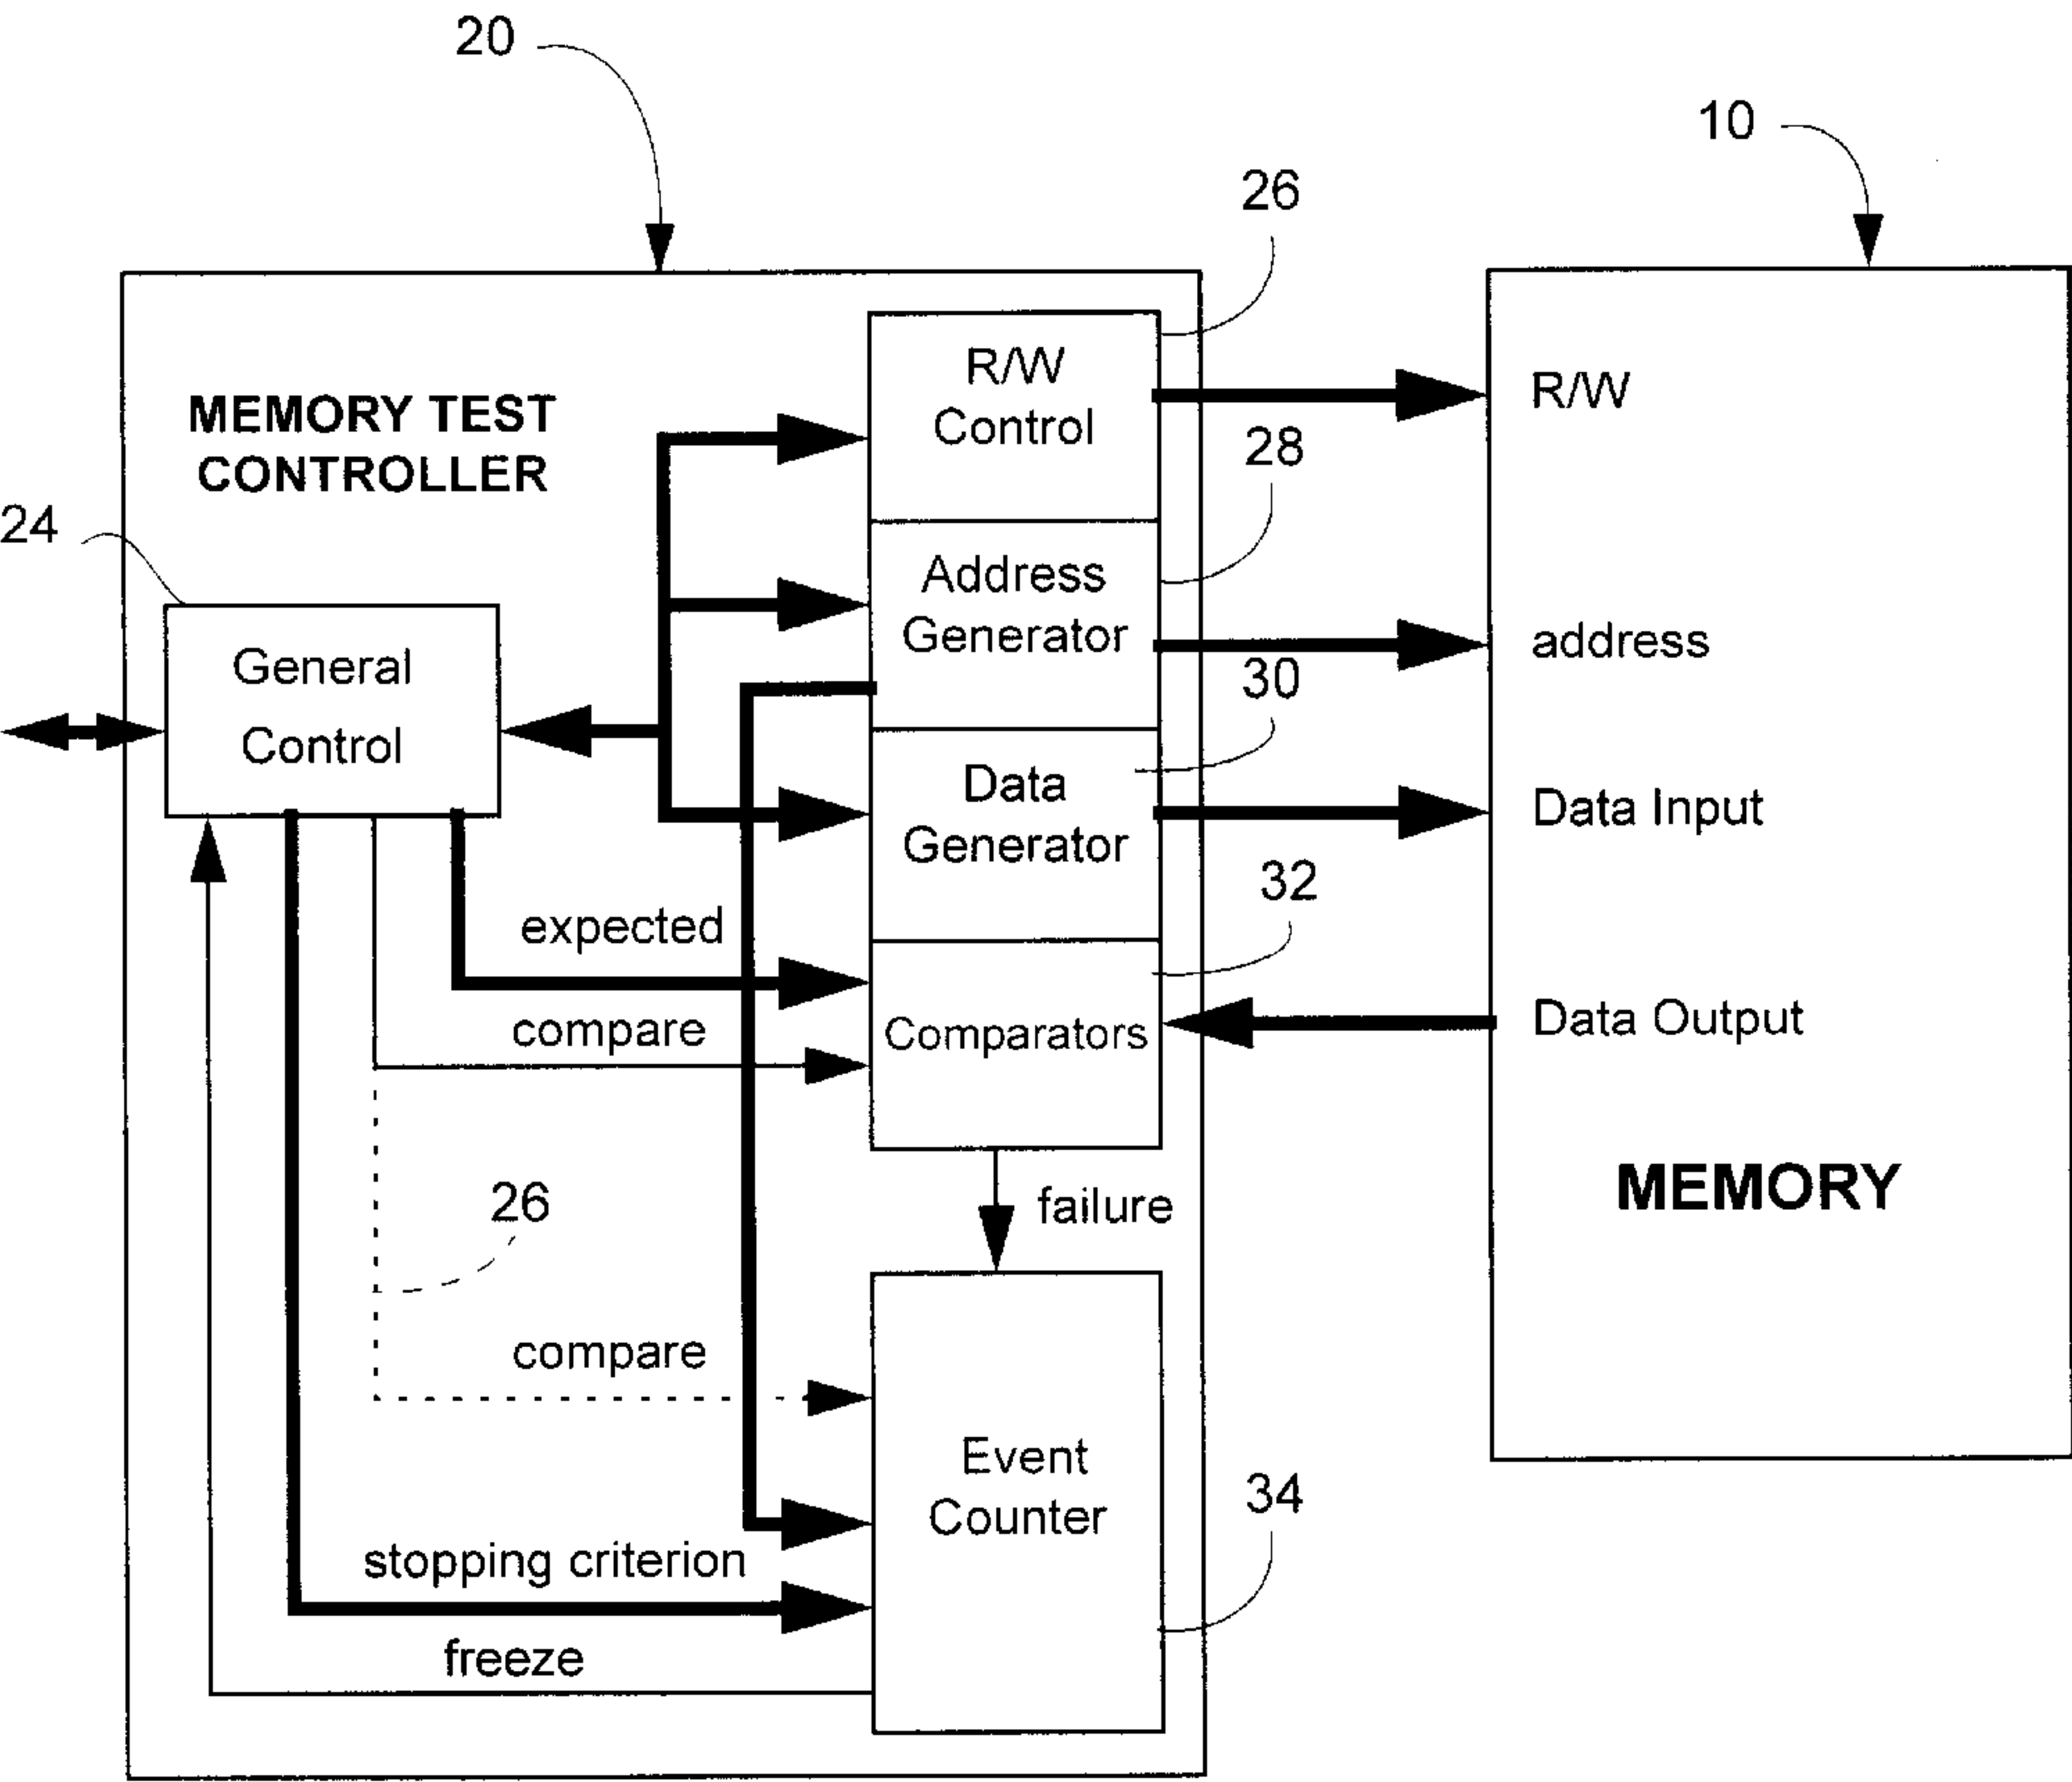 20
10
26
R/W
Control
R/W
MEMORY TEST
CONTROLLER
28
24
Address
Generator
address
General
Control
30
Data
Generator
Data Input
32
expected
compare
Comparators
Data Output
26
failure
MEMORY
compare
Event
Counter
34
stopping criterion
freeze